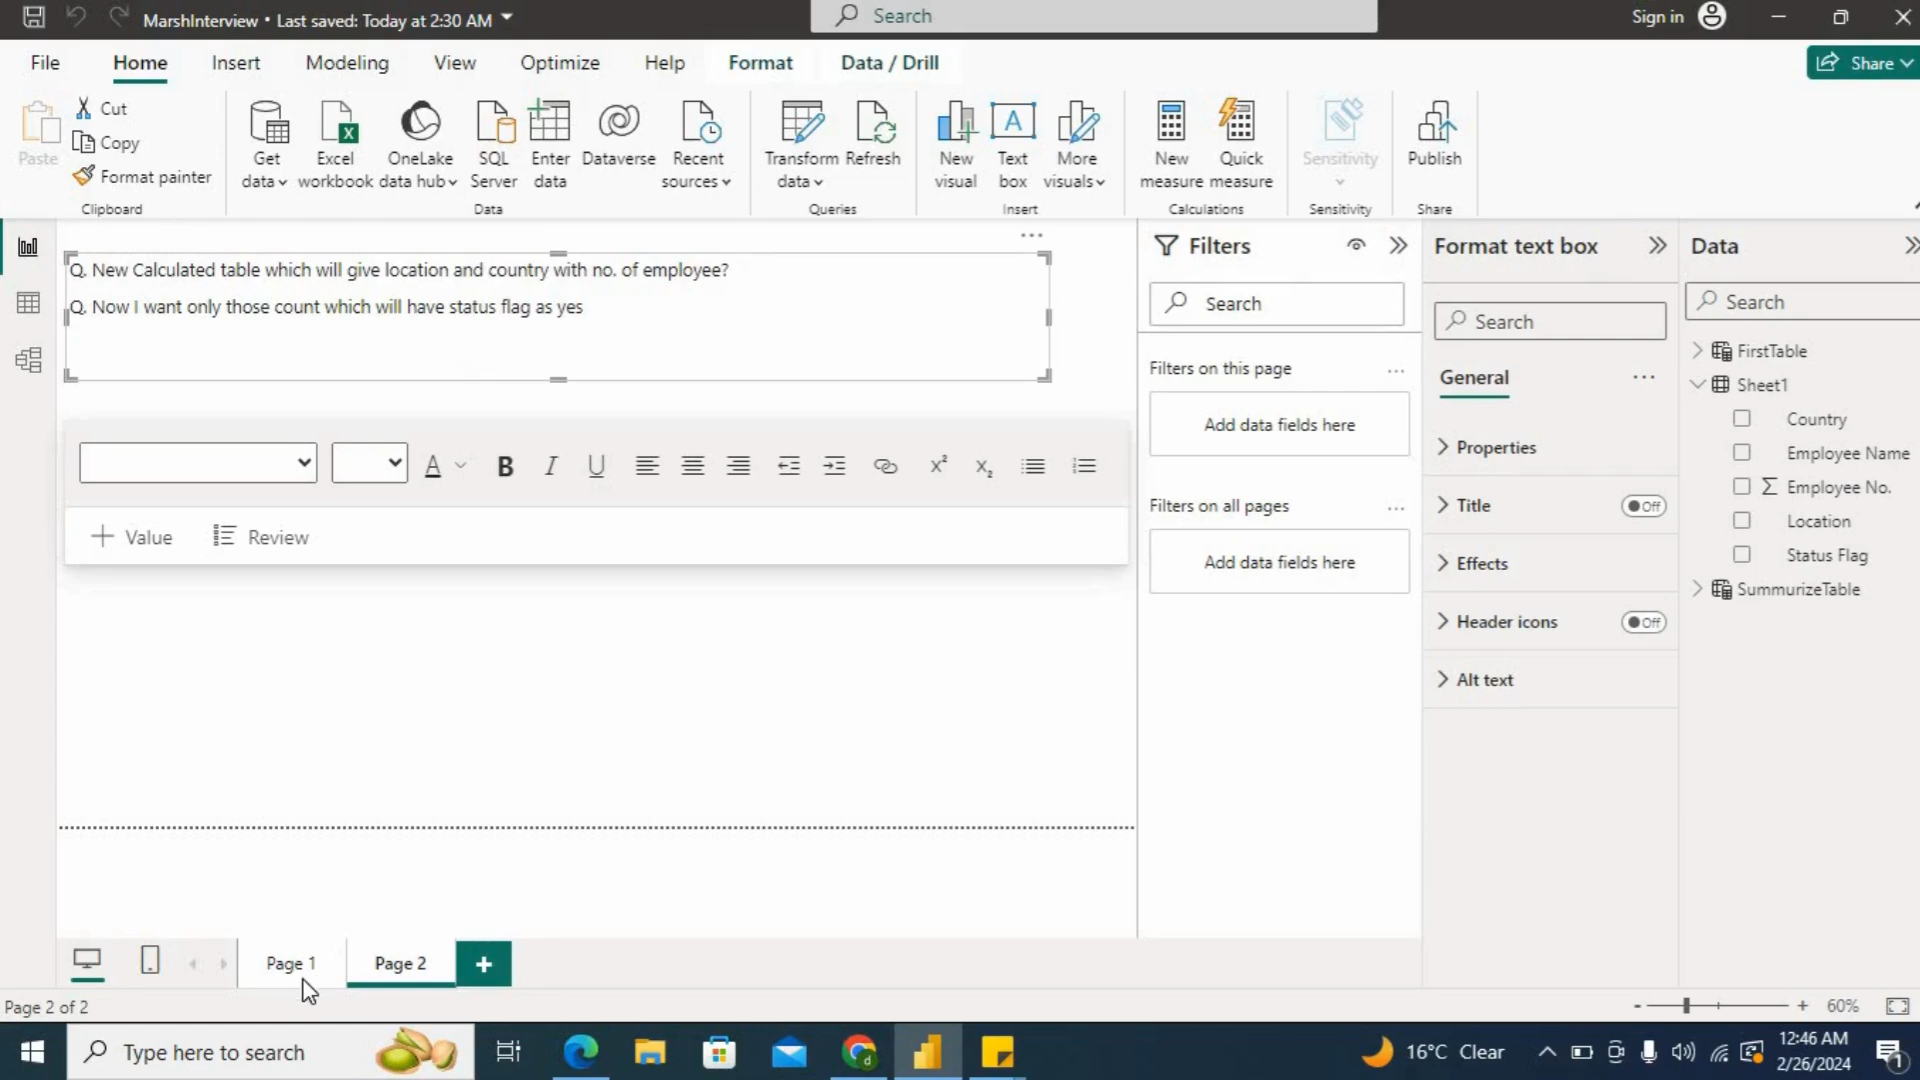 MarshInterview • Last saved: Today at 2:30 AM
Search
Sign in
File
Home
Insert
Modeling
View
Optimize
Help
Format
Data / Drill
Share
Paste
Cut
Copy
Format painter
Clipboard
Get data
Excel workbook
OneLake data hub
SQL Server
Enter data
Dataverse
Recent sources
Data
Transform data
Refresh
Queries
New visual
Text box
More visuals
Insert
New measure
Quick measure
Calculations
Sensitivity
Sensitivity
Publish
Share
Q. New Calculated table which will give location and country with no. of employee?
Q. Now I want only those count which will have status flag as yes
A
B
I
U
Value
Review
Filters
Search
Filters on this page
Add data fields here
Filters on all pages
Add data fields here
Format text box
Search
General
Properties
Title
Off
Effects
Header icons
Off
Alt text
Data
Search
FirstTable
Sheet1
Country
Employee Name
Employee No.
Location
Status Flag
SummurizeTable
Page 1
Page 2
Page 2 of 2
- + 60%
Type here to search
16°C Clear
12:46 AM
2/26/2024
1